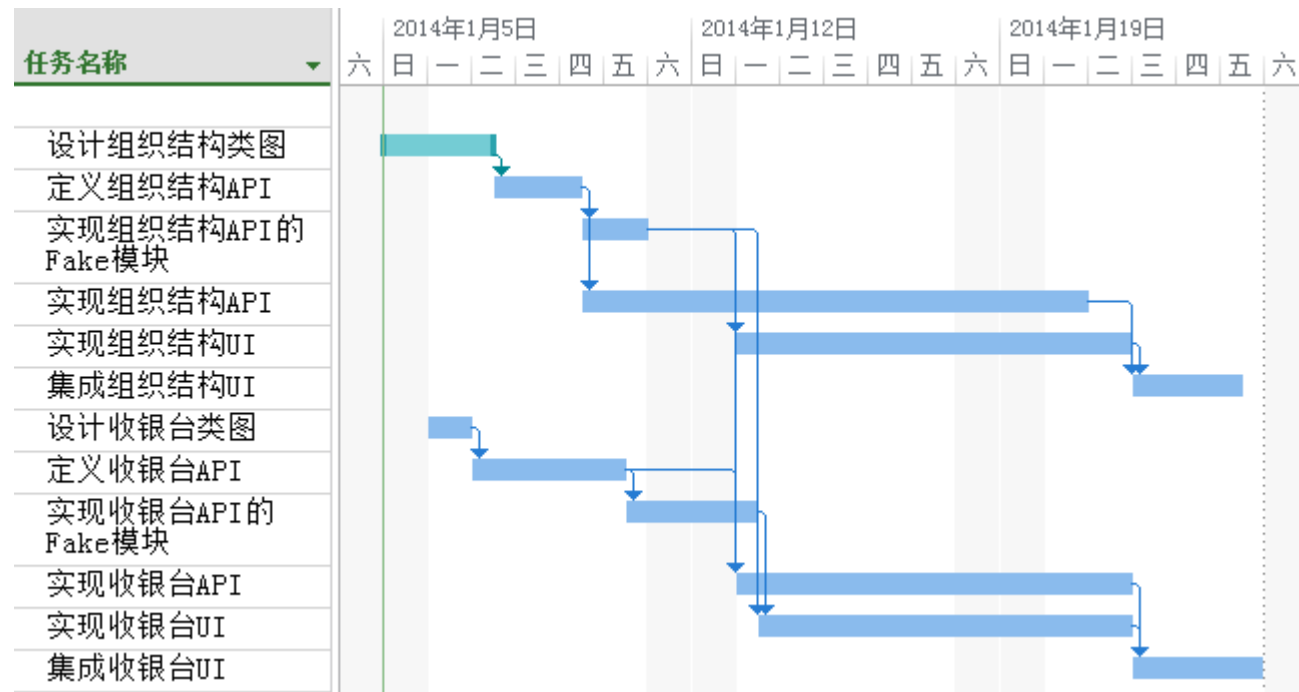 2014年1月5日 2014年1月12日 2014年1月19日
任务名称 六 日 一 二 三 四 五 六 日 一 二 三 四 五 六 日 一 二 三 四 五 六
设计组织结构类图
定义组织结构API
实现组织结构API的
Fake模块
实现组织结构API
实现组织结构UI
集成组织结构UI
设计收银台类图
定义收银台API
实现收银台API的
Fake模块
实现收银台API
实现收银台UI
集成收银台UI